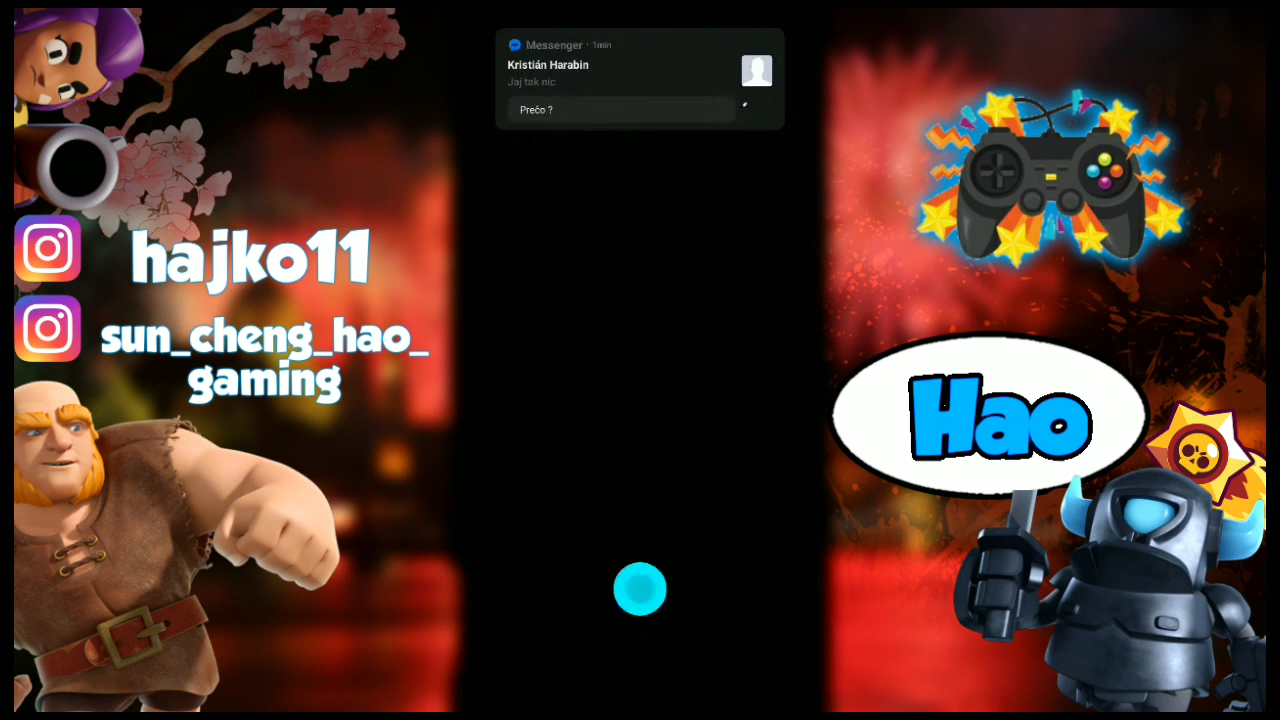 Messenger · 1min
Kristián Harabin
Jaj tak nic
Prečo ?
hajko11
sun_cheng_hao_
gaming
Hao